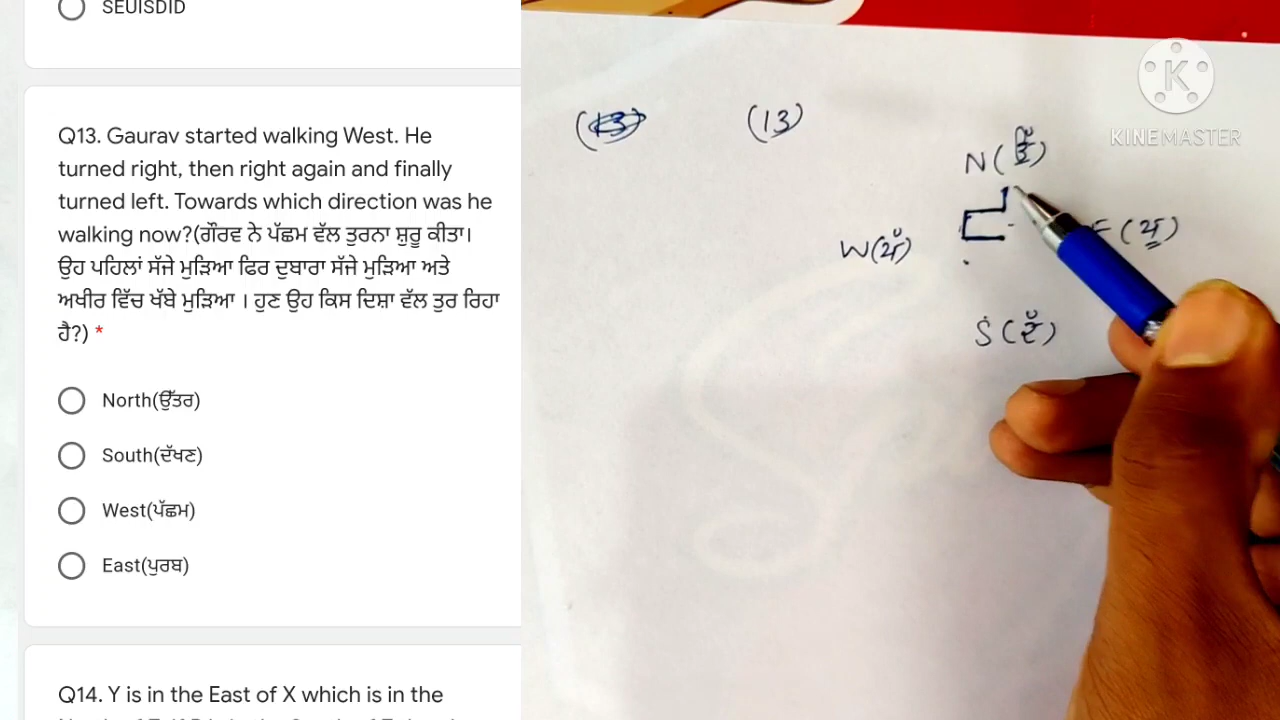 SEUISDID
Q13. Gaurav started walking West. He
turned right, then right again and finally
turned left. Towards which direction was he
walking now?(ਗੌਰਵ ਨੇ ਪੱਛਮ ਵੱਲ ਤੁਰਨਾ ਸ਼ੁਰੂ ਕੀਤਾ।
ਉਹ ਪਹਿਲਾਂ ਸੱਜੇ ਮੁੜਿਆ ਫਿਰ ਦੁਬਾਰਾ ਸੱਜੇ ਮੁੜਿਆ ਅਤੇ
ਅਖੀਰ ਵਿੱਚ ਖੱਬੇ ਮੁੜਿਆ । ਹੁਣ ਉਹ ਕਿਸ ਦਿਸ਼ਾ ਵੱਲ ਤੁਰ ਰਿਹਾ
ਹੈ?) *
North(ਉੱਤਰ)
South(ਦੱਖਣ)
West(ਪੱਛਮ)
East(ਪੁਰਬ)
Q14. Y is in the East of X which is in the
(13) (13)
N(ਉੱ)
W(ਪੱ)
E(ਪੂ)
S(ਦੱ)
KINEMASTER